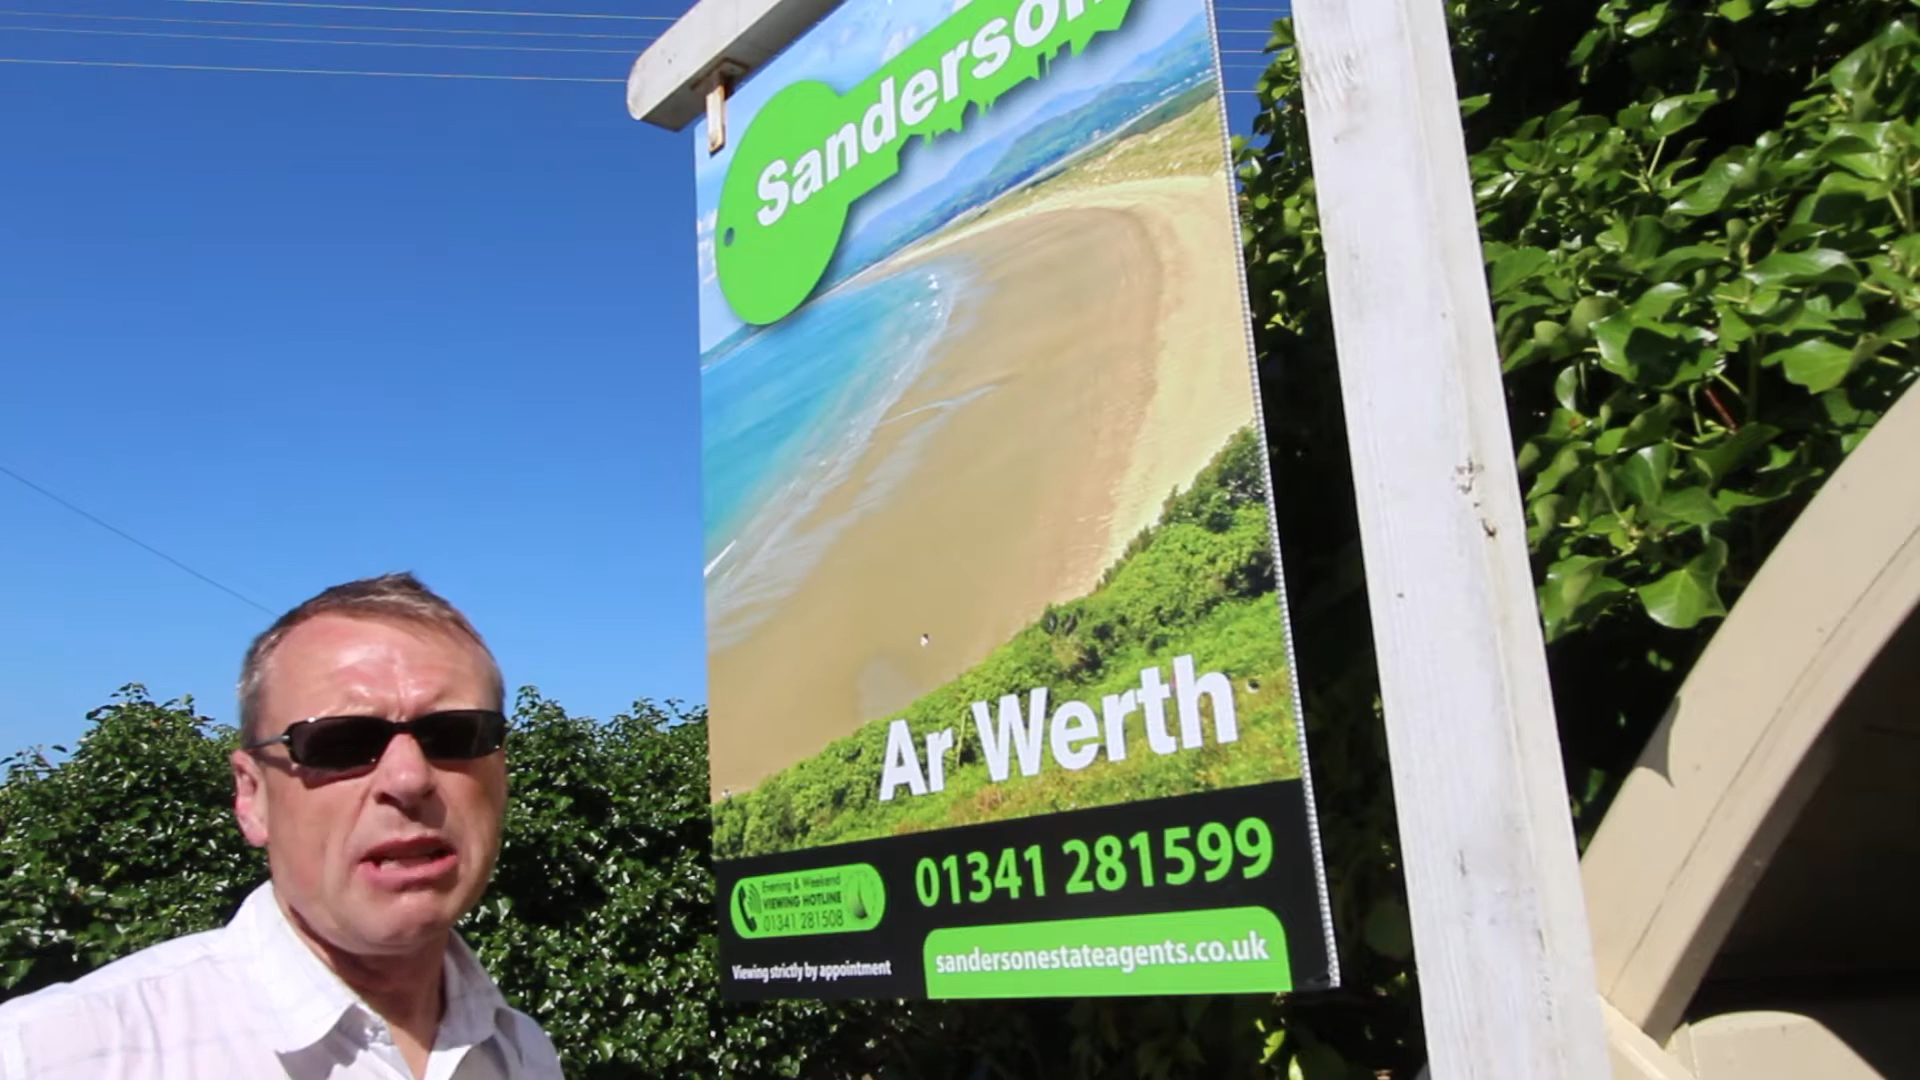 Sanderson
Ar Werth
01341 281599
Evening & Weekend
VIEWING HOTLINE
01341 281508
sandersonestateagents.co.uk
Viewing strictly by appointment